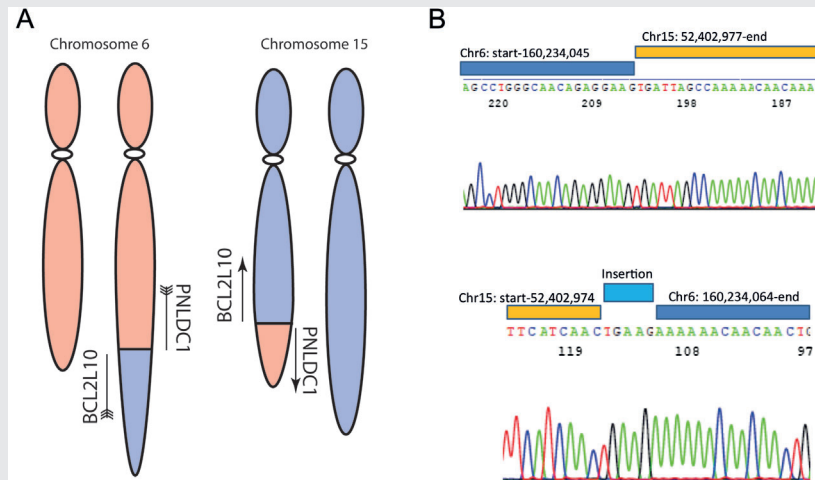 A
Chromosome 6
Chromosome 15
BCL2L10
PNLDC1
BCL2L10
PNLDC1
B
Chr6: start-160,234,045
Chr15: 52,402,977-end
AGCCTGGGCAACAGAGGAAGTGATTAGCCAAAAACAACAAA
220 209 198 187
Insertion
Chr15: start-52,402,974
Chr6: 160,234,064-end
TTCATCAACTGAAGAAAAAACAACAACTG
119 108 97